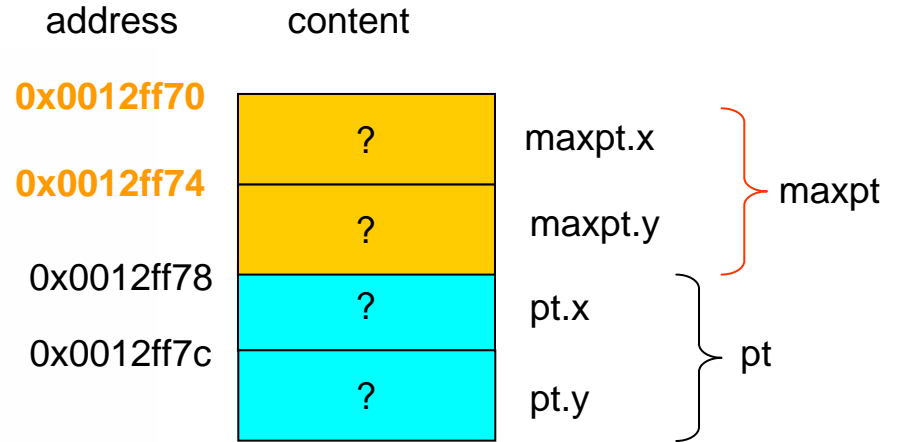 address content
0x0012ff70
? maxpt.x
0x0012ff74 maxpt
? maxpt.y
0x0012ff78
? pt.x
0x0012ff7c pt
? pt.y